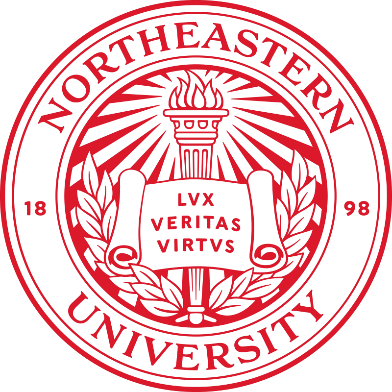 NORTHEASTERN
18
LVX
VERITAS
VIRTVS
98
UNIVERSITY